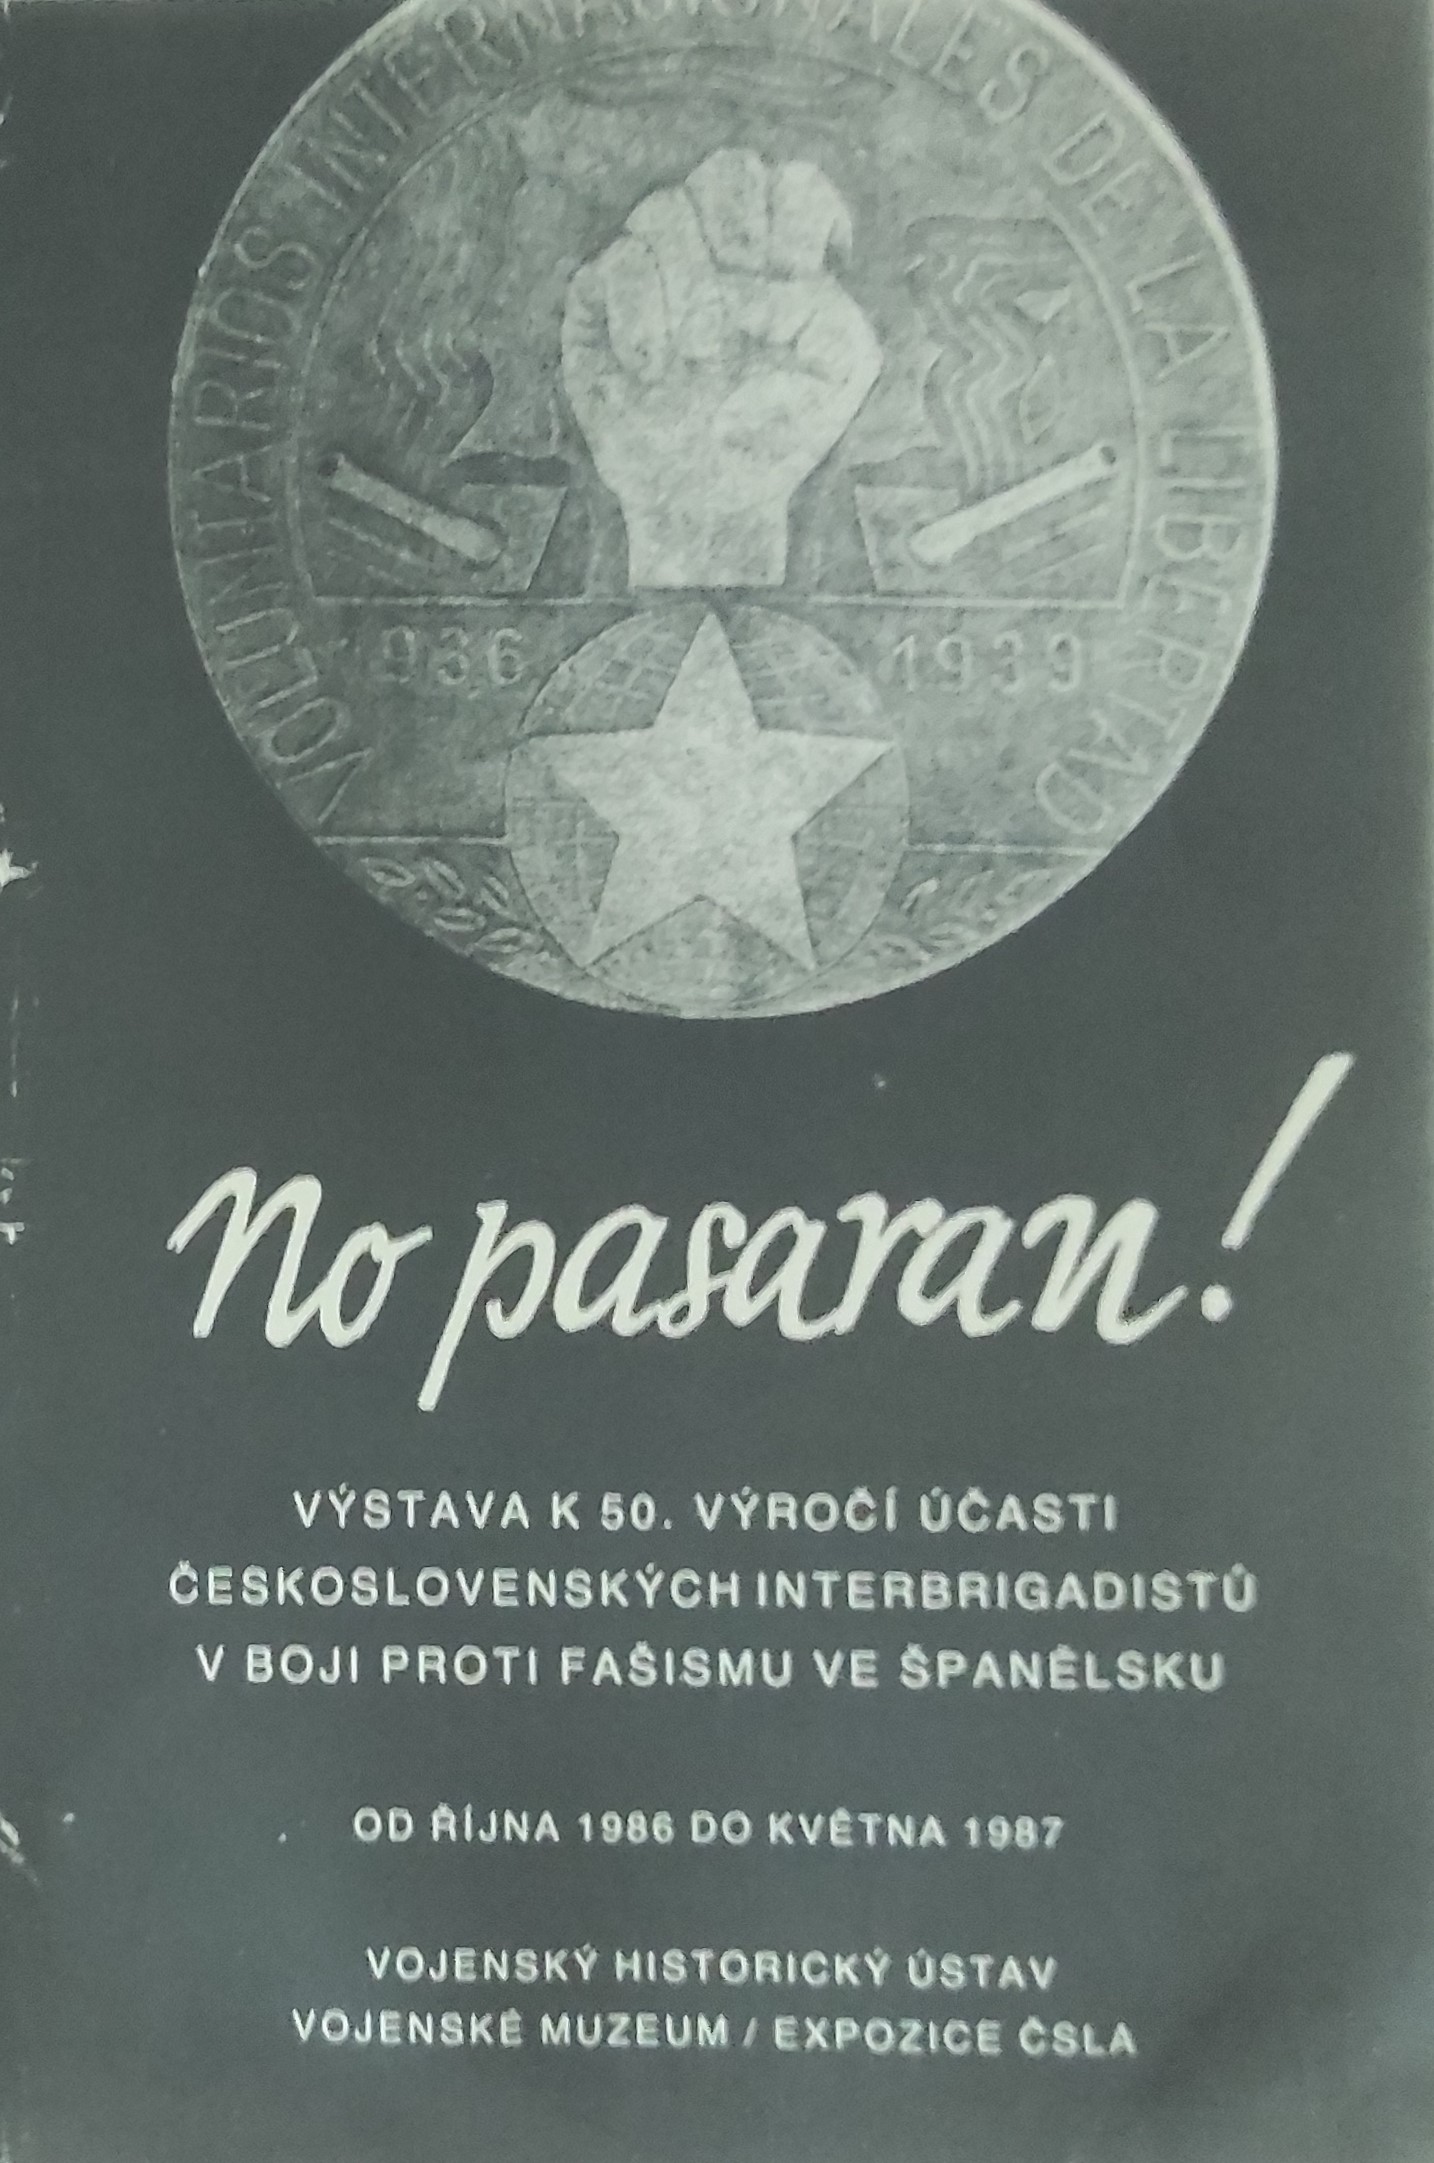 VOLUNTARIOS INTERNACIONALES DE LA LIBERTAD
936 1939
No pasaran!
VÝSTAVA K 50. VÝROČÍ ÚČASTI
ČESKOSLOVENSKÝCH INTERBRIGADISTŮ
V BOJI PROTI FAŠISMU VE ŠPANĚLSKU
OD ŘÍJNA 1986 DO KVĚTNA 1987
VOJENSKÝ HISTORICKÝ ÚSTAV
VOJENSKÉ MUZEUM / EXPOZICE ČSLA